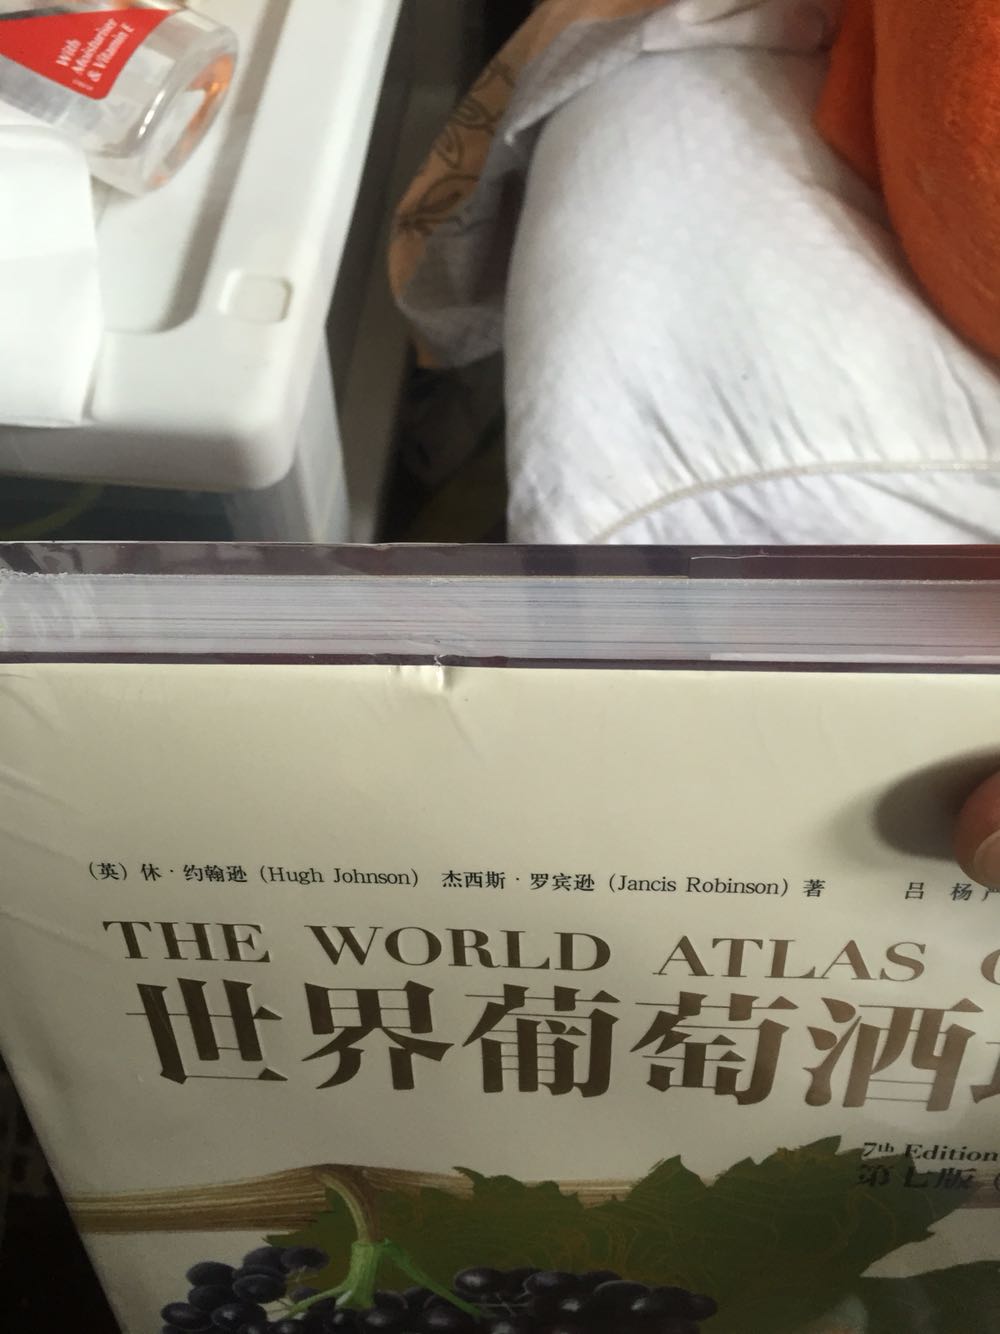 With
Moisturiser
& Vitamin E
(英) 休 · 约翰逊 (Hugh Johnson) 杰西斯 · 罗宾逊 (Jancis Robinson) 著 吕 杨
THE WORLD ATLAS
世界葡萄酒
7th Edition
第七版